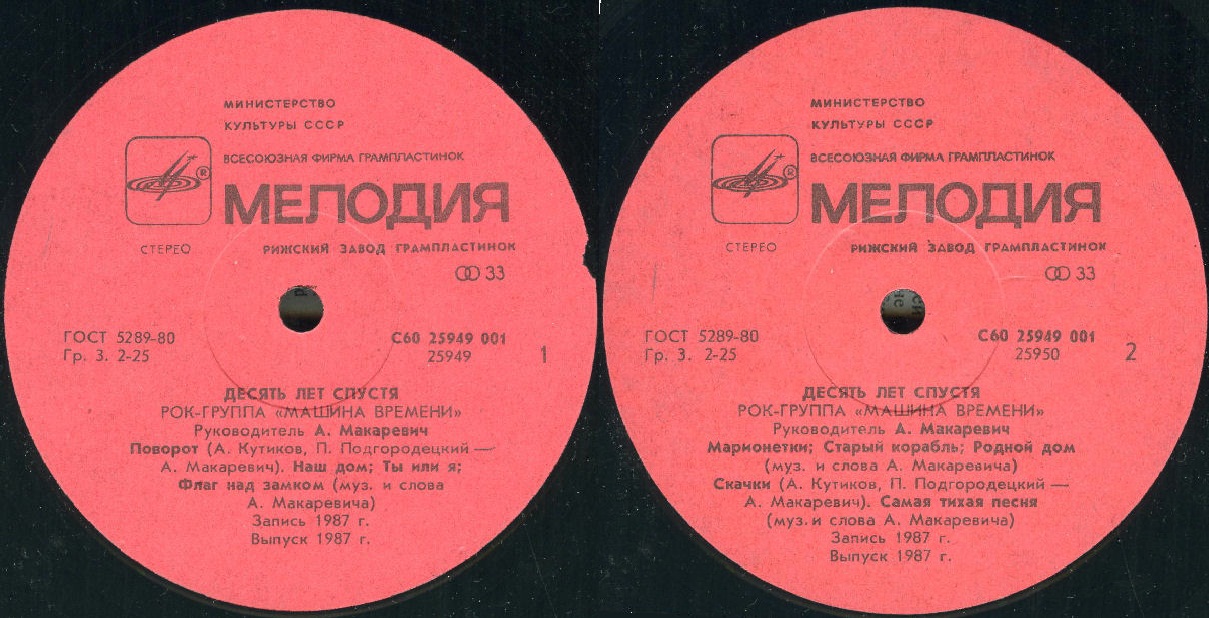 МИНИСТЕРСТВО
КУЛЬТУРЫ СССР
ВСЕСОЮЗНАЯ ФИРМА ГРАМПЛАСТИНОК
® МЕЛОДИЯ
СТЕРЕО РИЖСКИЙ ЗАВОД ГРАМПЛАСТИНОК
33
ГОСТ 5289-80 С60 25949 001
Гр. 3. 2-25 25949 1
ДЕСЯТЬ ЛЕТ СПУСТЯ
РОК-ГРУППА «МАШИНА ВРЕМЕНИ»
Руководитель А. Макаревич
Поворот (А. Кутиков, П. Подгородецкий —
А. Макаревич). Наш дом; Ты или я;
Флаг над замком (муз. и слова
А. Макаревича)
Запись 1987 г.
Выпуск 1987 г.
МИНИСТЕРСТВО
КУЛЬТУРЫ СССР
ВСЕСОЮЗНАЯ ФИРМА ГРАМПЛАСТИНОК
® МЕЛОДИЯ
СТЕРЕО РИЖСКИЙ ЗАВОД ГРАМПЛАСТИНОК
33
ГОСТ 5289-80 С60 25949 001
Гр. 3. 2-25 25950 2
ДЕСЯТЬ ЛЕТ СПУСТЯ
РОК-ГРУППА «МАШИНА ВРЕМЕНИ»
Руководитель А. Макаревич
Марионетки; Старый корабль; Родной дом
(муз. и слова А. Макаревича)
Скачки (А. Кутиков, П. Подгородецкий —
А. Макаревич). Самая тихая песня
(муз. и слова А. Макаревича)
Запись 1987 г.
Выпуск 1987 г.